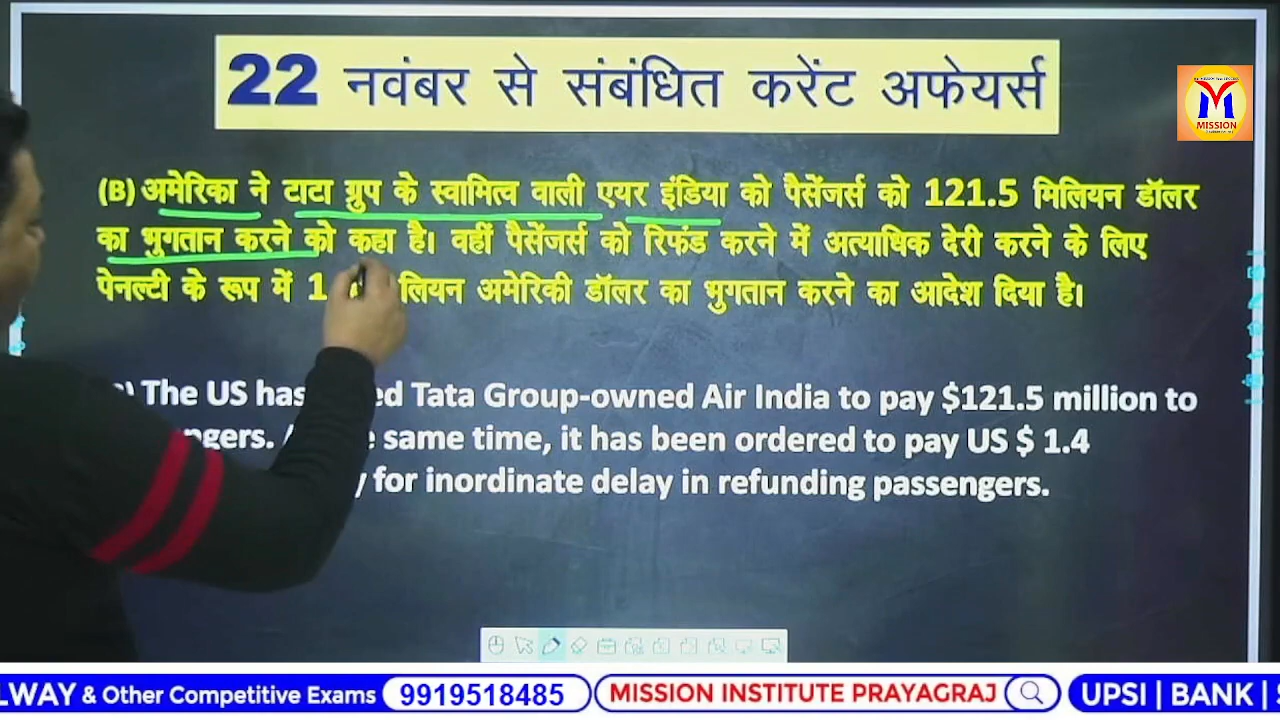 22 नवंबर से संबंधित करेंट अफेयर्स
MISSION
(B) अमेरिका ने टाटा ग्रुप के स्वामित्व वाली एयर इंडिया को पैसेंजर्स को 121.5 मिलियन डॉलर
का भुगतान करने को कहा है। वहीं पैसेंजर्स को रिफंड करने में अत्याधिक देरी करने के लिए
पेनल्टी के रूप में 1 लियन अमेरिकी डॉलर का भुगतान करने का आदेश दिया है।
The US has ed Tata Group-owned Air India to pay $121.5 million to
ngers. same time, it has been ordered to pay US $ 1.4
y for inordinate delay in refunding passengers.
LWAY & Other Competitive Exams 9919518485 MISSION INSTITUTE PRAYAGRAJ UPSI | BANK |